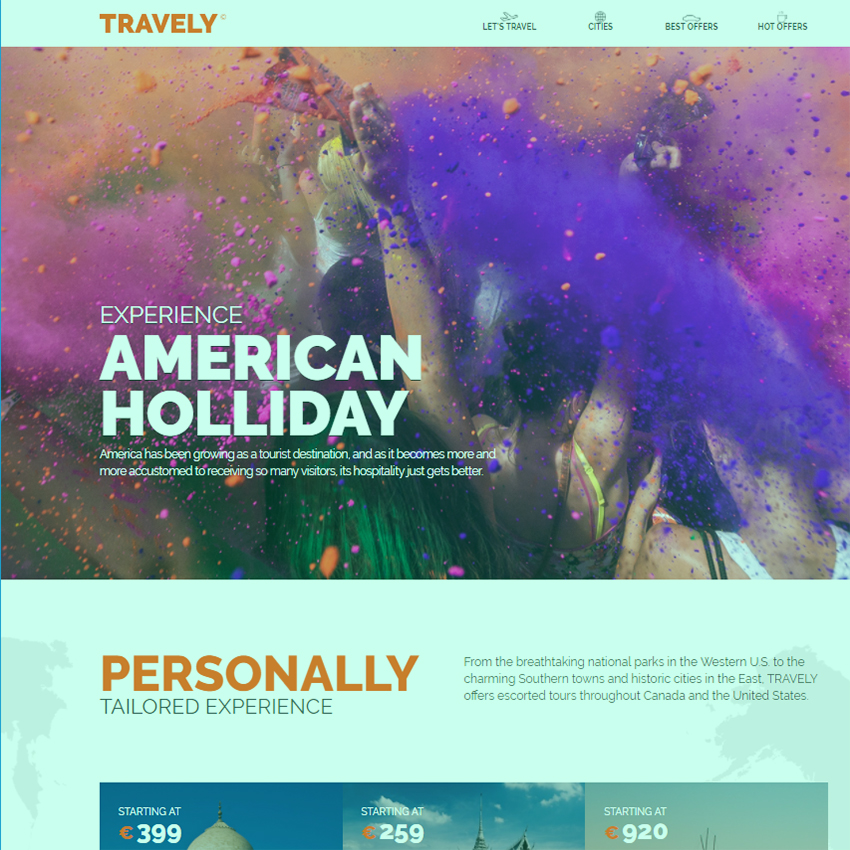 TRAVELY©
LET'S TRAVEL
CITIES
BEST OFFERS
HOT OFFERS
EXPERIENCE
AMERICAN
HOLLIDAY
America has been growing as a tourist destination, and as it becomes more and
more accustomed to receiving so many visitors, its hospitality just gets better.
PERSONALLY
TAILORED EXPERIENCE
From the breathtaking national parks in the Western U.S. to the
charming Southern towns and historic cities in the East, TRAVELY
offers escorted tours throughout Canada and the United States.
STARTING AT
€ 399
STARTING AT
€ 259
STARTING AT
€ 920